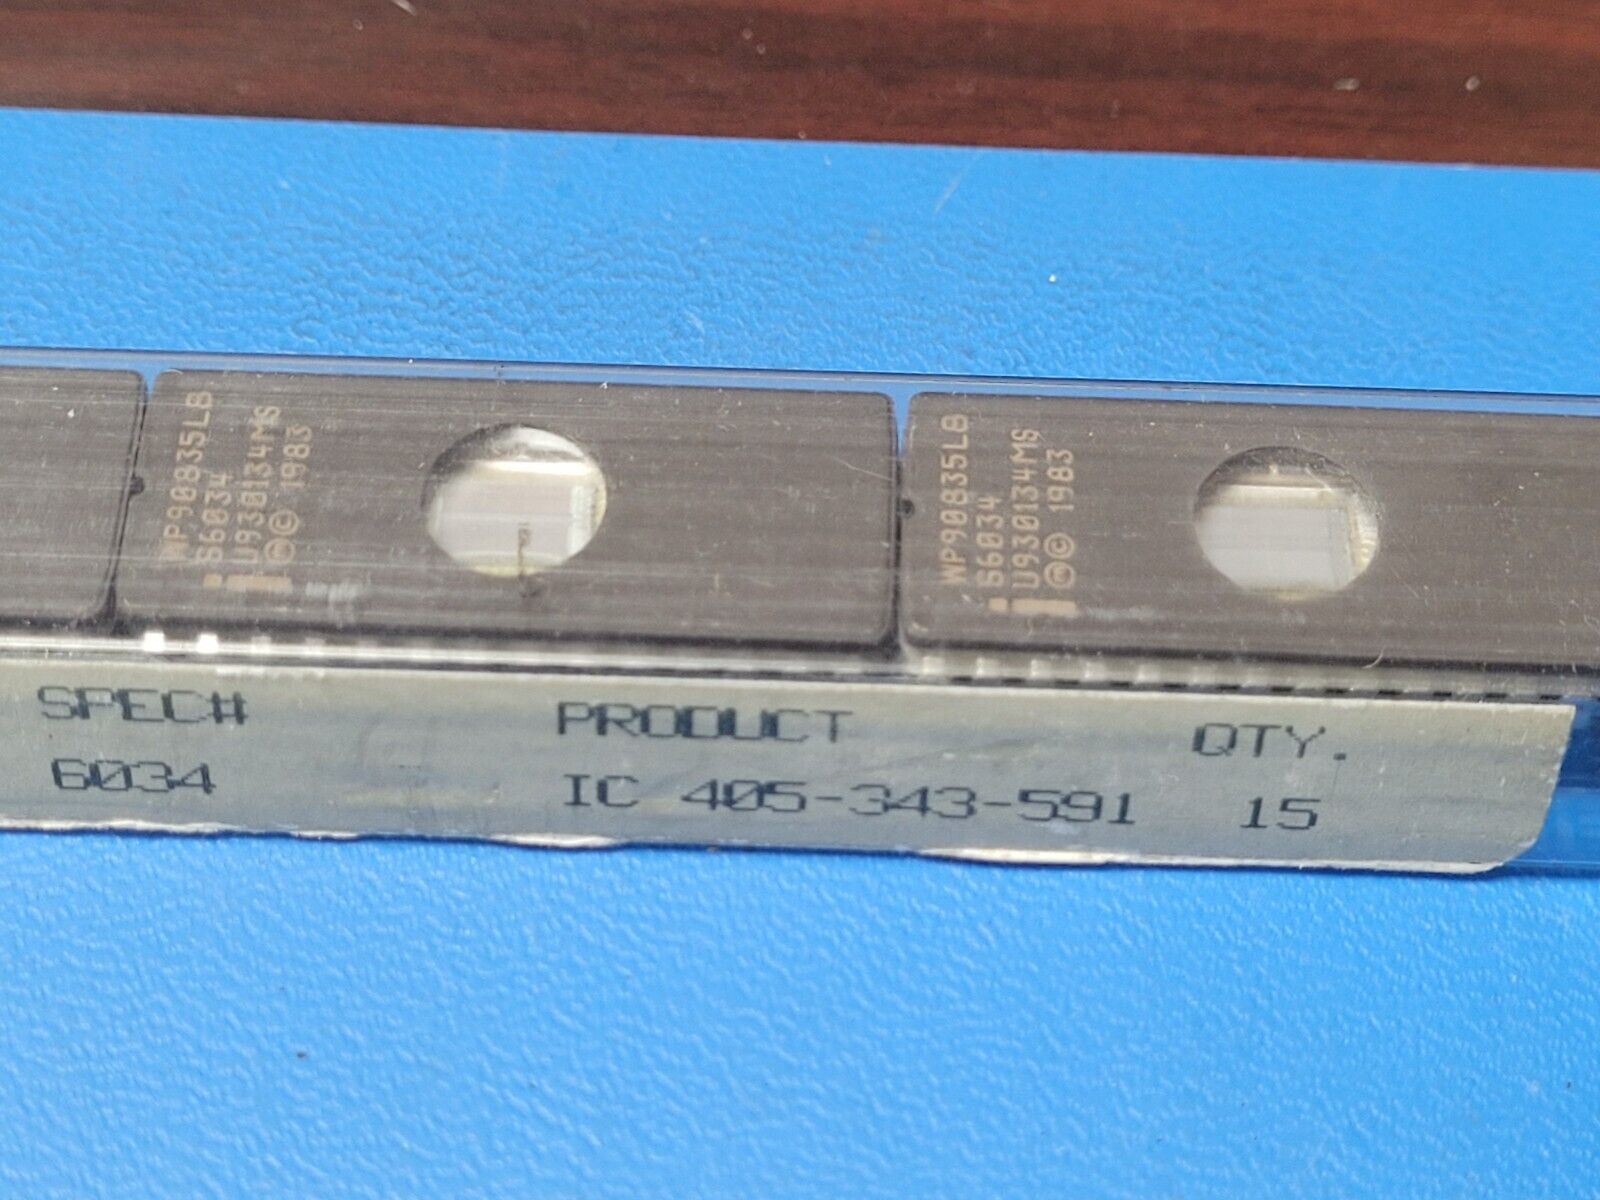 WP90835LB
S6034
U930134MS
ⓜ© 1983
i
WP90835LB
S6034
U930134MS
ⓜ© 1983
i
SPEC# PRODUCT QTY.
6034 IC 405-343-591 15